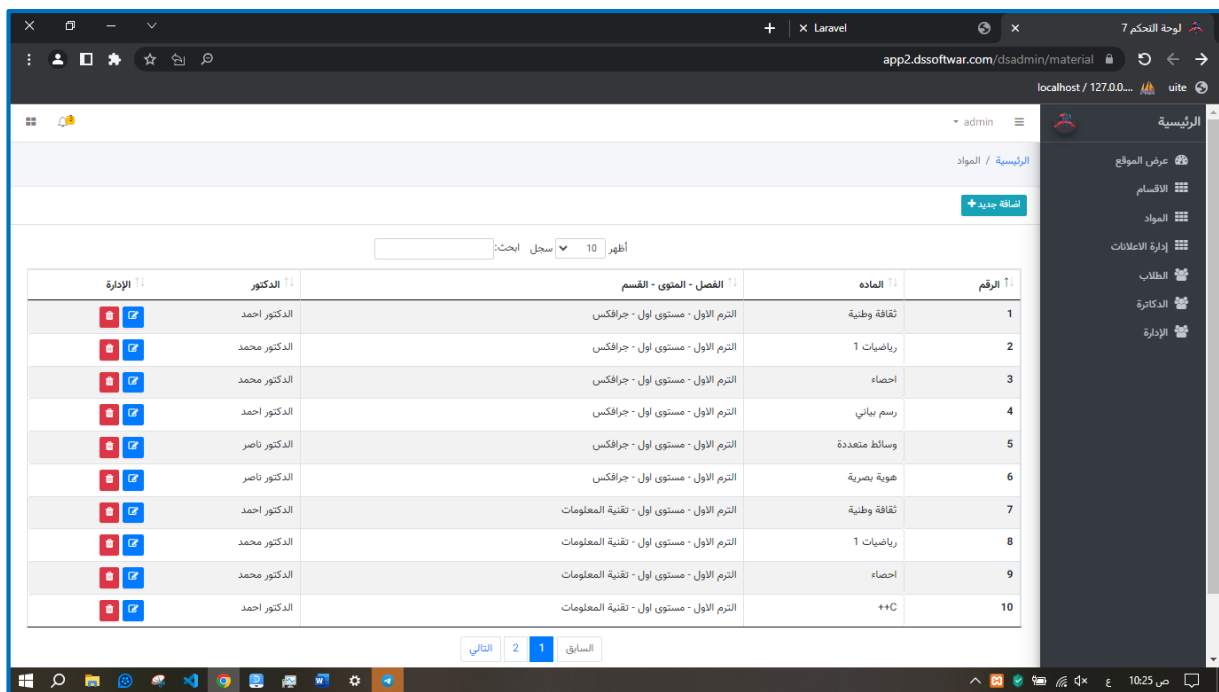 لوحة التحكم 7
Laravel
app2.dssoftwar.com/dsadmin/material
uite
localhost / 127.0.0....
الرئيسية
admin
عرض الموقع
الاقسام
المواد
إدارة الاعلانات
الطلاب
الدكاترة
الإدارة
الرئيسية / المواد
اضافة جديد +
أظهر 10 سجل ابحث:
الرقم الماده الفصل - المتوى - القسم الدكتور الإدارة
1 ثقافة وطنية الترم الاول - مستوى اول - جرافكس الدكتور احمد
2 رياضيات 1 الترم الاول - مستوى اول - جرافكس الدكتور محمد
3 احصاء الترم الاول - مستوى اول - جرافكس الدكتور محمد
4 رسم بياني الترم الاول - مستوى اول - جرافكس الدكتور احمد
5 وسائط متعددة الترم الاول - مستوى اول - جرافكس الدكتور ناصر
6 هوية بصرية الترم الاول - مستوى اول - جرافكس الدكتور ناصر
7 ثقافة وطنية الترم الاول - مستوى اول - تقنية المعلومات الدكتور احمد
8 رياضيات 1 الترم الاول - مستوى اول - تقنية المعلومات الدكتور محمد
9 احصاء الترم الاول - مستوى اول - تقنية المعلومات الدكتور محمد
10 ++C الترم الاول - مستوى اول - تقنية المعلومات الدكتور احمد
السابق 1 2 التالي
ص 10:25 ع